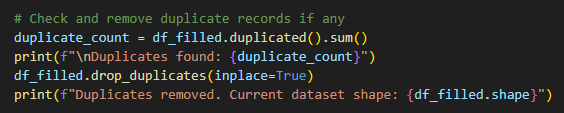 # Check and remove duplicate records if any
duplicate_count = df_filled.duplicated().sum()
print(f"\nDuplicates found: {duplicate_count}")
df_filled.drop_duplicates(inplace=True)
print(f"Duplicates removed. Current dataset shape: {df_filled.shape}")